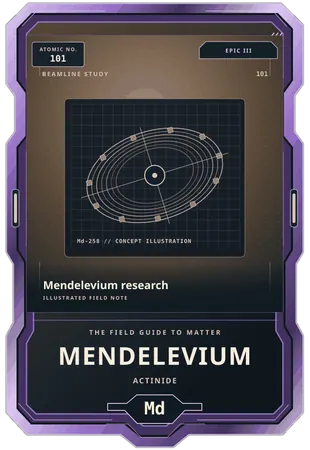 ATOMIC NO.
101
EPIC III
BEAMLINE STUDY
101
Md-258 // CONCEPT ILLUSTRATION
Mendelevium research
ILLUSTRATED FIELD NOTE
THE FIELD GUIDE TO MATTER
MENDELEVIUM
ACTINIDE
Md